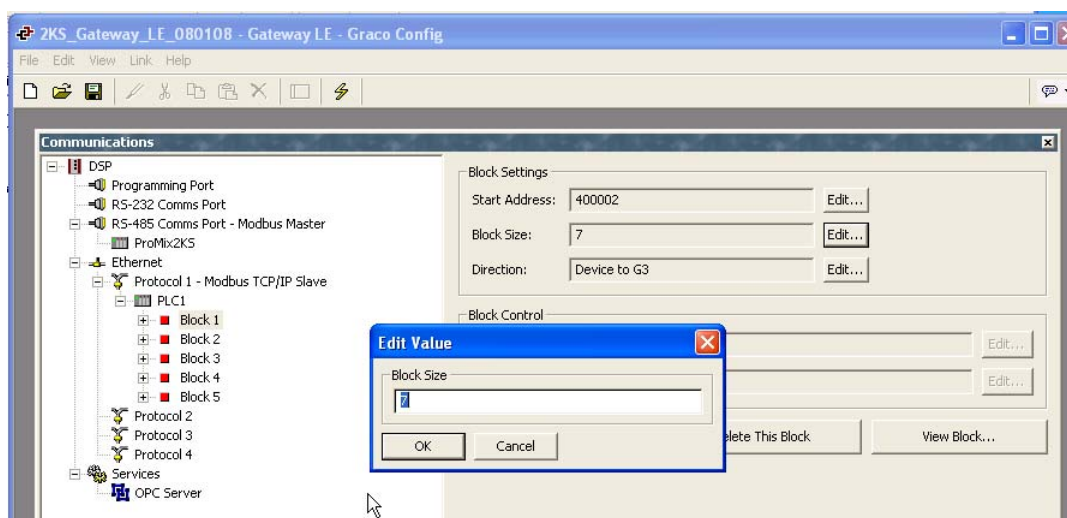 2KS_Gateway_LE_080108 - Gateway LE - Graco Config
File Edit View Link Help
Communications
DSP
Programming Port
RS-232 Comms Port
RS-485 Comms Port - Modbus Master
ProMix2KS
Ethernet
Protocol 1 - Modbus TCP/IP Slave
PLC1
Block 1
Block 2
Block 3
Block 4
Block 5
Protocol 2
Protocol 3
Protocol 4
Services
OPC Server
Block Settings
Start Address: 400002 Edit...
Block Size: 7 Edit...
Direction: Device to G3 Edit...
Block Control
Edit...
Edit...
This Block View Block...
Edit Value
Block Size
7
OK Cancel